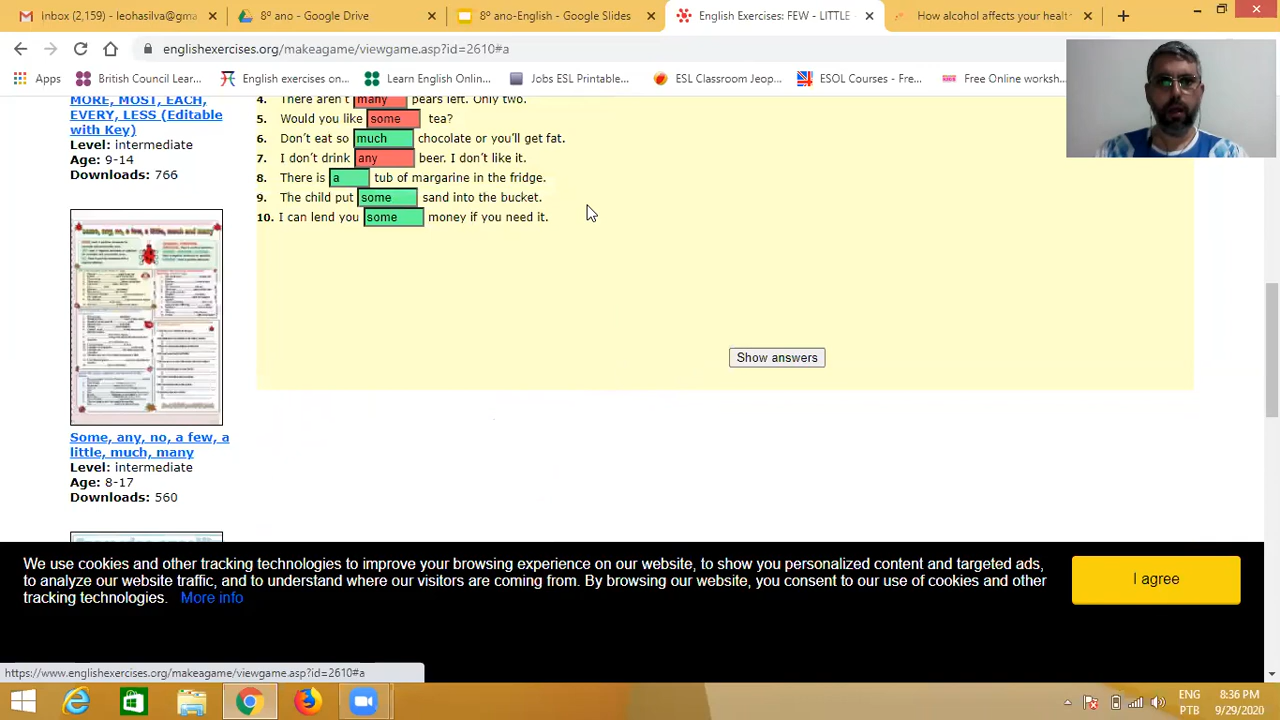 Inbox (2,159) - leohasilva@gma
8º ano - Google Drive
8º ano-English - Google Slides
English Exercises: FEW - LITTLE -
How alcohol affects your healt
englishexercises.org/makeagame/viewgame.asp?id=2610#a
Apps
British Council Lear...
English exercises on...
Learn English Onlin...
Jobs ESL Printable...
ESL Classroom Jeop...
ESOL Courses - Fre...
Free Online worksh...
MORE, MOST, EACH,
EVERY, LESS (Editable
with Key)
Level: intermediate
Age: 9-14
Downloads: 766
Some, any, no, a few, a
little, much, many
Level: intermediate
Age: 8-17
Downloads: 560
4. There aren't many pears left. Only two.
5. Would you like some tea?
6. Don't eat so much chocolate or you'll get fat.
7. I don't drink any beer. I don't like it.
8. There is a tub of margarine in the fridge.
9. The child put some sand into the bucket.
10. I can lend you some money if you need it.
Show answers
We use cookies and other tracking technologies to improve your browsing experience on our website, to show you personalized content and targeted ads,
to analyze our website traffic, and to understand where our visitors are coming from. By browsing our website, you consent to our use of cookies and other
tracking technologies. More info
I agree
https://www.englishexercises.org/makeagame/viewgame.asp?id=2610#a
ENG
PTB
8:36 PM
9/29/2020